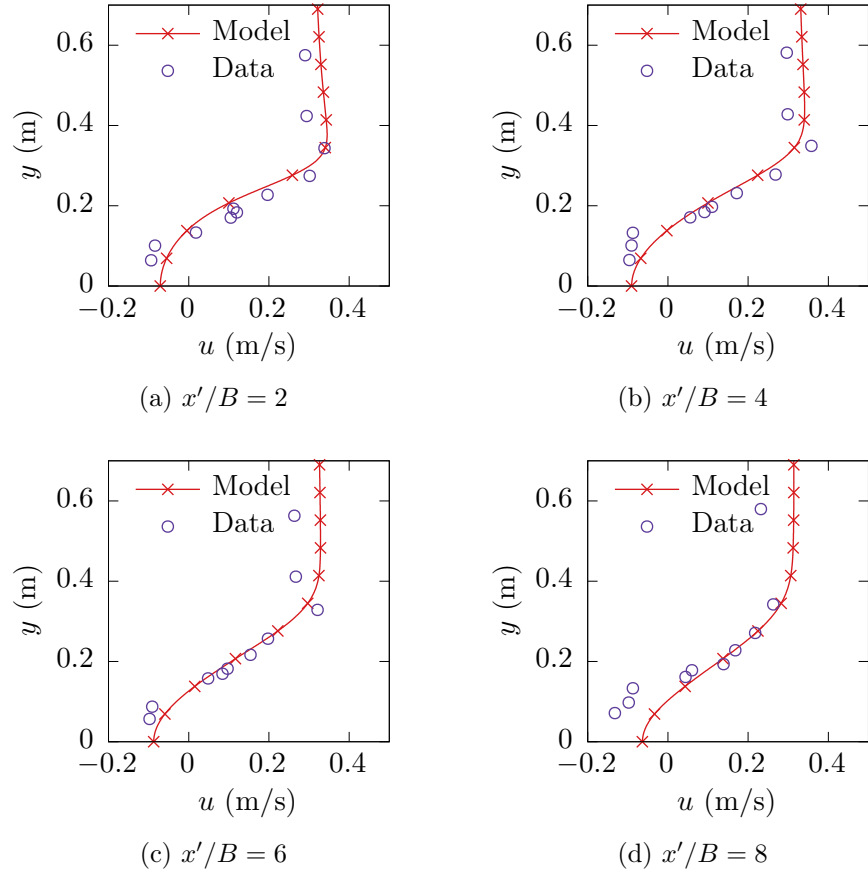 0.6
0.4
0.2
0
y (m)
Model
Data
−0.2 0 0.2 0.4
u (m/s)
(a) x′/B = 2
0.6
0.4
0.2
0
y (m)
Model
Data
−0.2 0 0.2 0.4
u (m/s)
(b) x′/B = 4
0.6
0.4
0.2
0
y (m)
Model
Data
−0.2 0 0.2 0.4
u (m/s)
(c) x′/B = 6
0.6
0.4
0.2
0
y (m)
Model
Data
−0.2 0 0.2 0.4
u (m/s)
(d) x′/B = 8